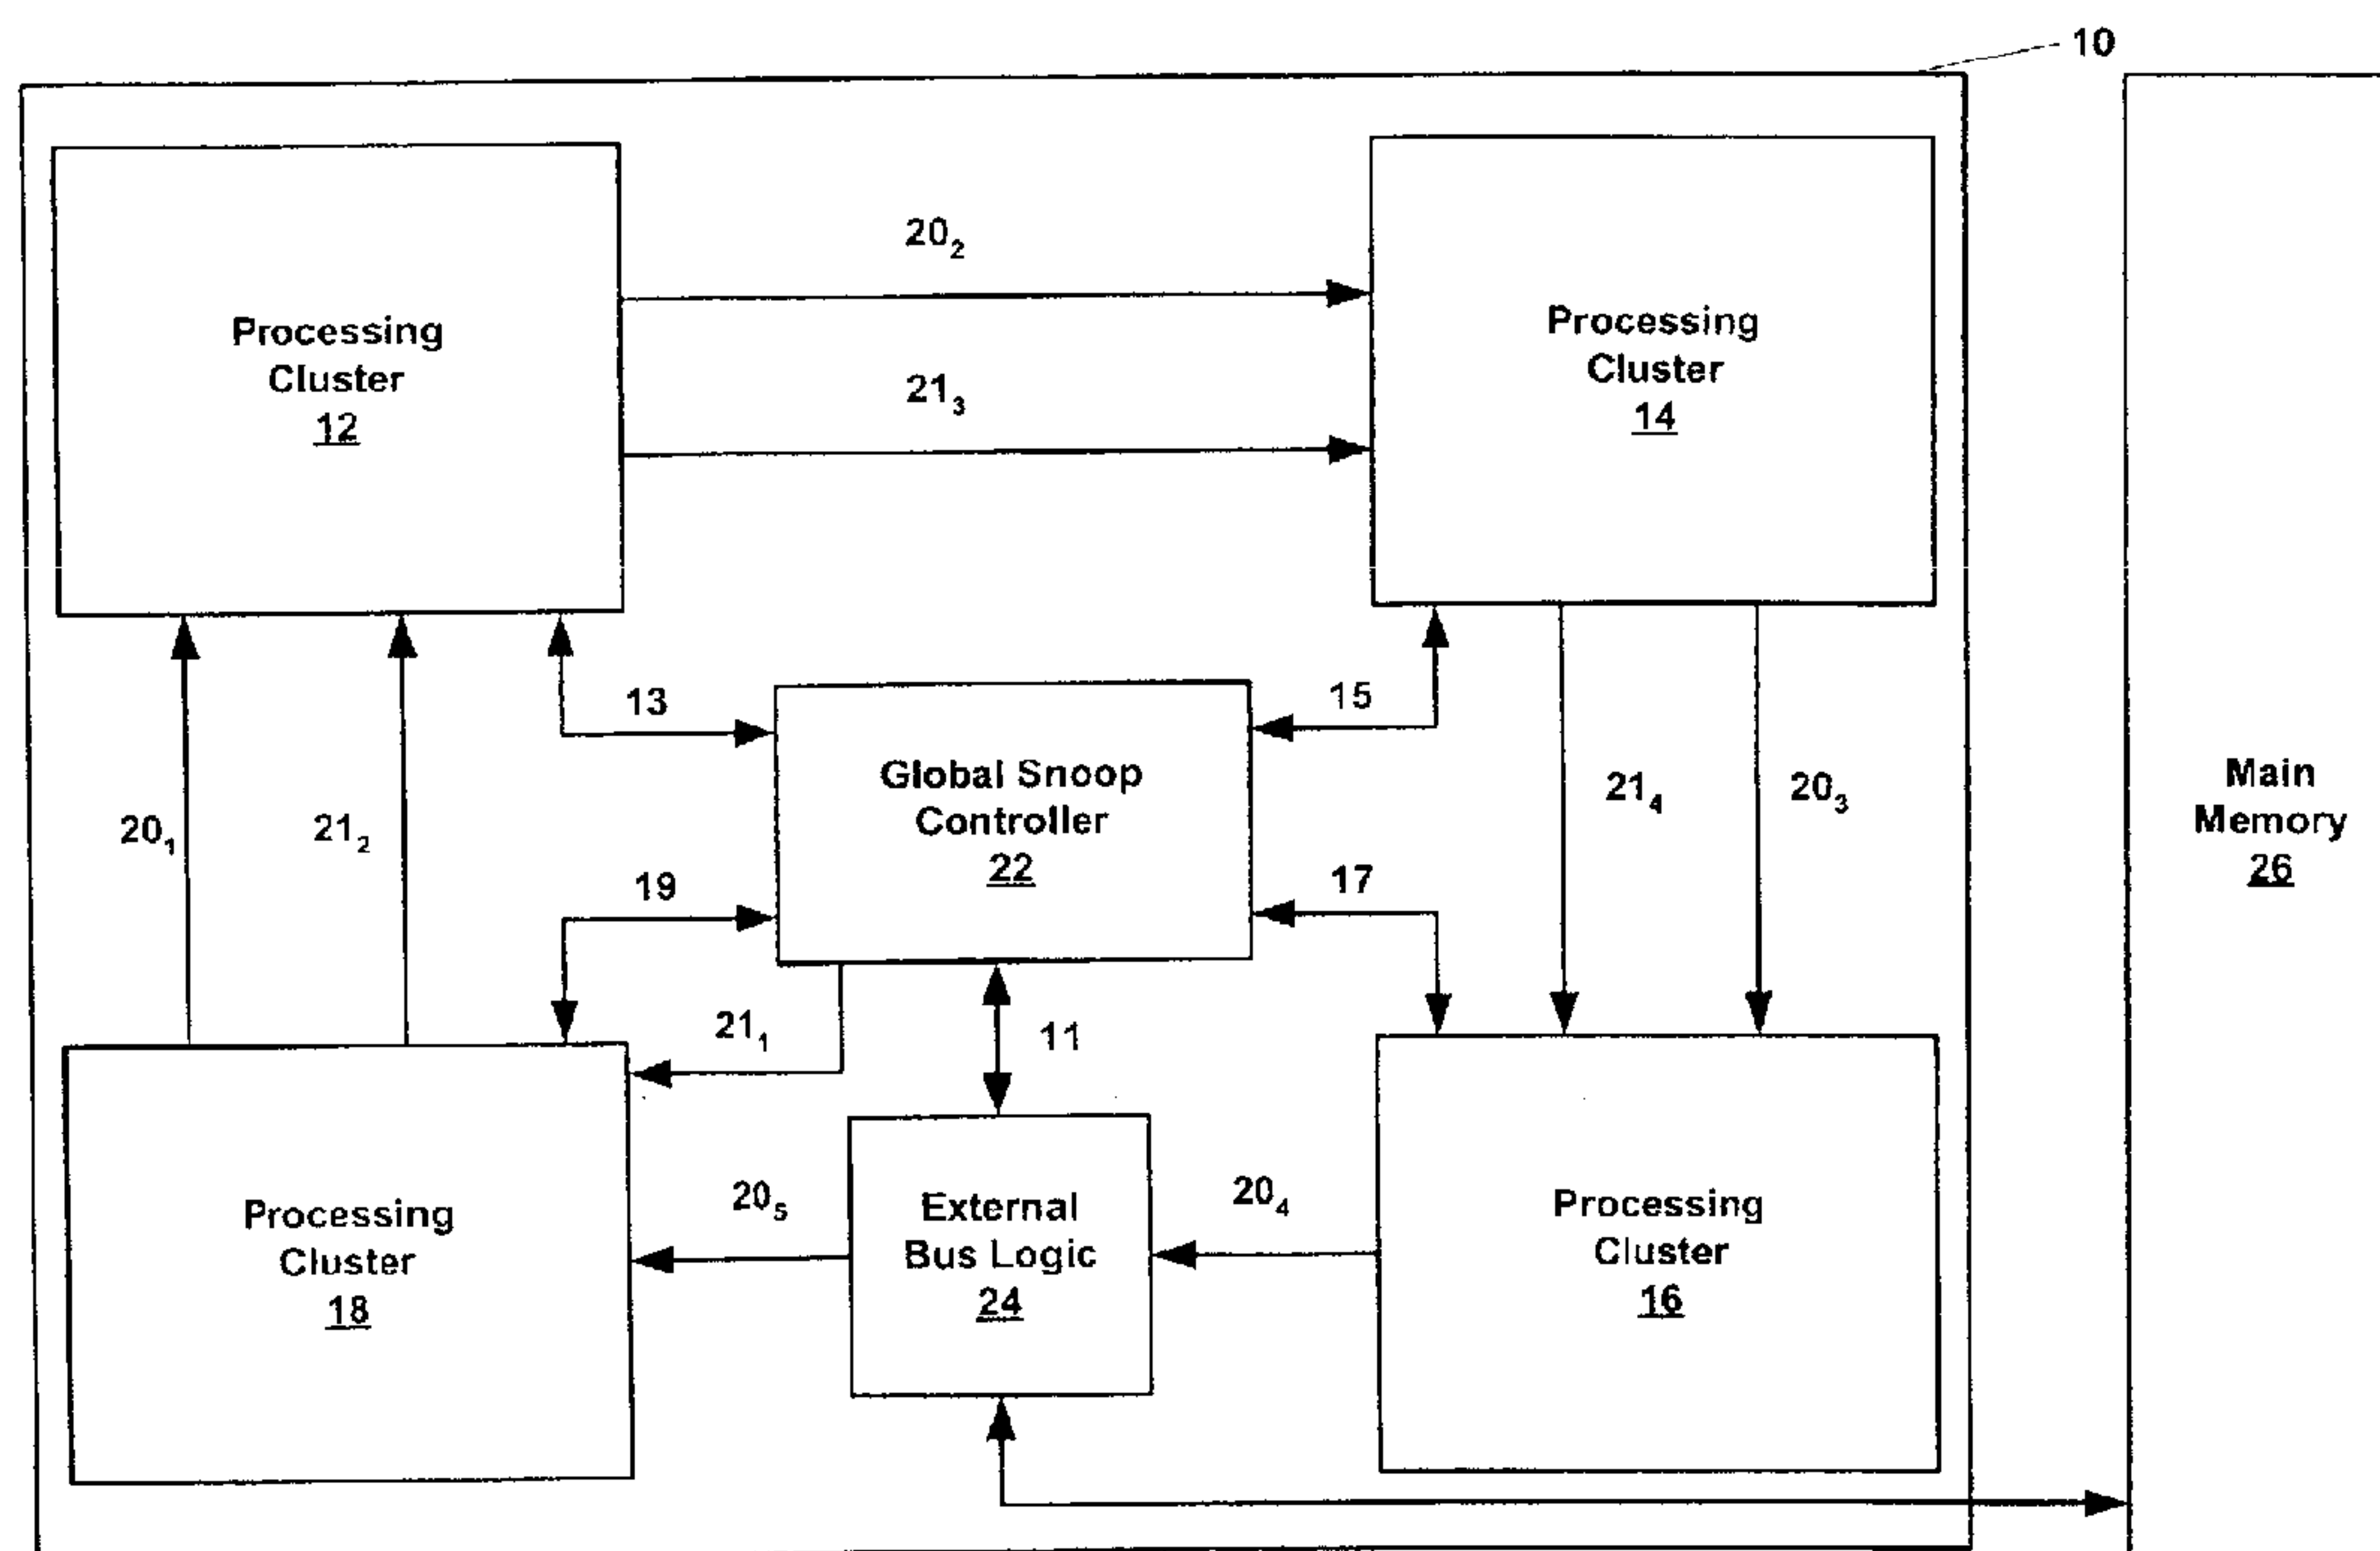 10
Processing
Cluster
12
20₂
21₃
Processing
Cluster
14
13
15
Global Snoop
Controller
22
20₁
21₂
21₄
20₃
Main
Memory
26
19
17
21₁
11
Processing
Cluster
18
20₅
External
Bus Logic
24
20₄
Processing
Cluster
16